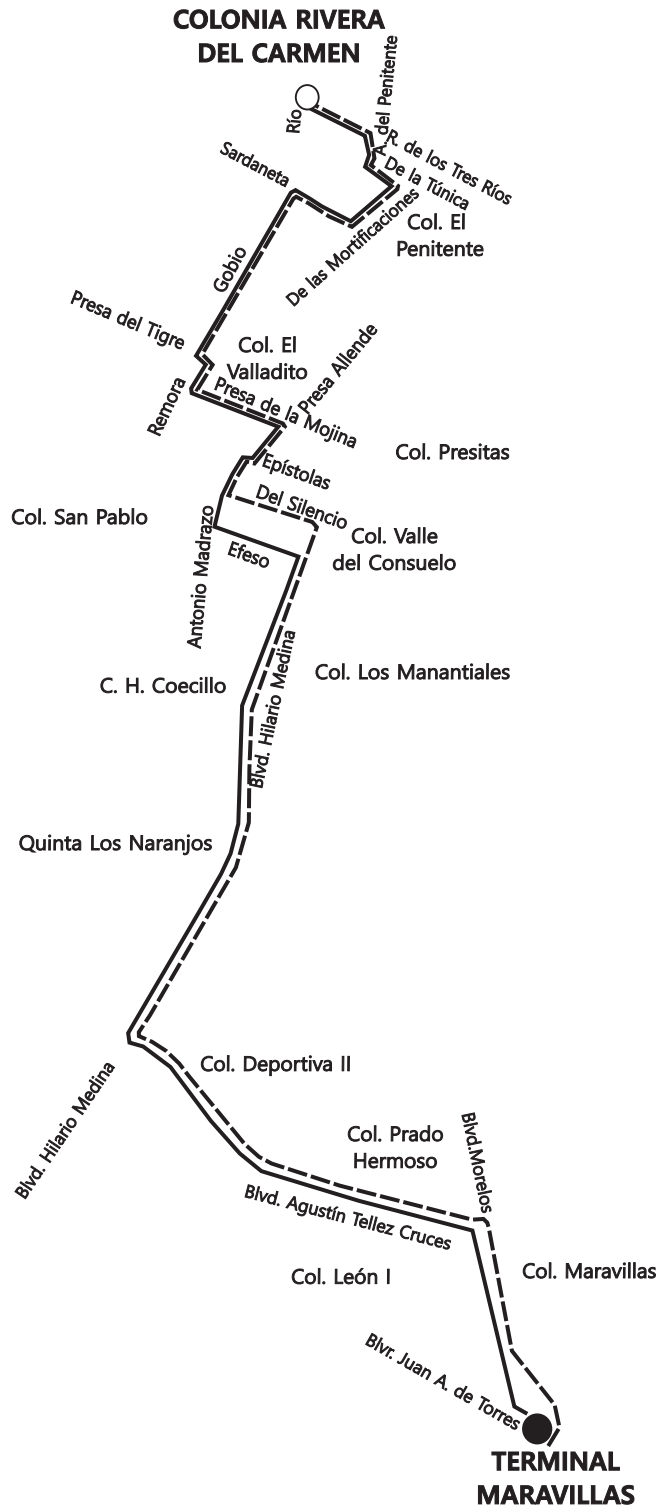 COLONIA RIVERA
DEL CARMEN
A. del Penitente
Río
R. de los Tres Ríos
De la Túnica
Sardaneta
Col. El
Penitente
De las Mortificaciones
Gobio
Presa del Tigre
Col. El
Valladito
Presa Allende
Remora
Presa de la Mojina
Col. Presitas
Epístolas
Del Silencio
Col. San Pablo
Col. Valle
del Consuelo
Efeso
Antonio Madrazo
Col. Los Manantiales
C. H. Coecillo
Blvd. Hilario Medina
Quinta Los Naranjos
Col. Deportiva II
Blvd. Hilario Medina
Col. Prado
Hermoso
Blvd.Morelos
Blvd. Agustín Tellez Cruces
Col. León I
Col. Maravillas
Blvr. Juan A. de Torres
TERMINAL
MARAVILLAS